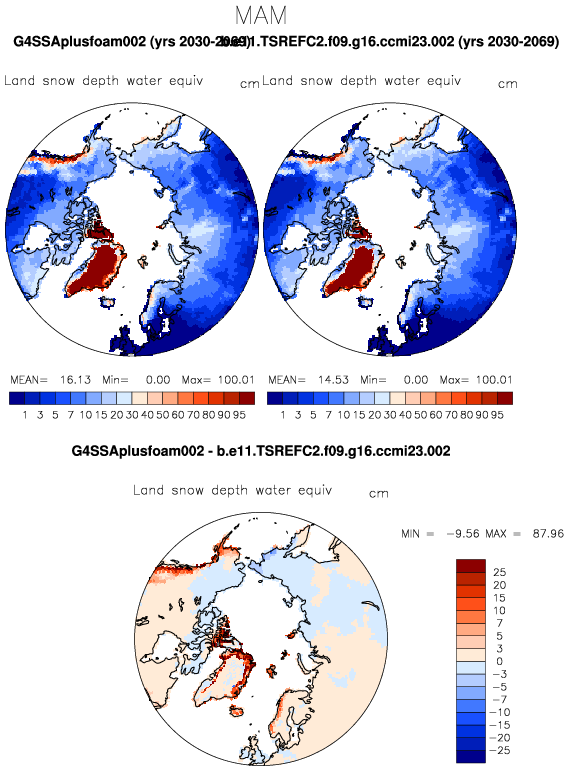 MAM
G4SSAplusfoam002 (yrs 2030-2069) b.e11.TSREFC2.f09.g16.ccmi23.002 (yrs 2030-2069)
Land snow depth water equiv cm Land snow depth water equiv cm
MEAN= 16.13 Min= 0.00 Max= 100.01 MEAN= 14.53 Min= 0.00 Max= 100.01
1 3 5 7 10 15 20 30 40 50 60 70 80 90 95 1 3 5 7 10 15 20 30 40 50 60 70 80 90 95
G4SSAplusfoam002 - b.e11.TSREFC2.f09.g16.ccmi23.002
Land snow depth water equiv cm
MIN = -9.56 MAX = 87.96
25
20
15
10
7
5
3
0
-3
-5
-7
-10
-15
-20
-25